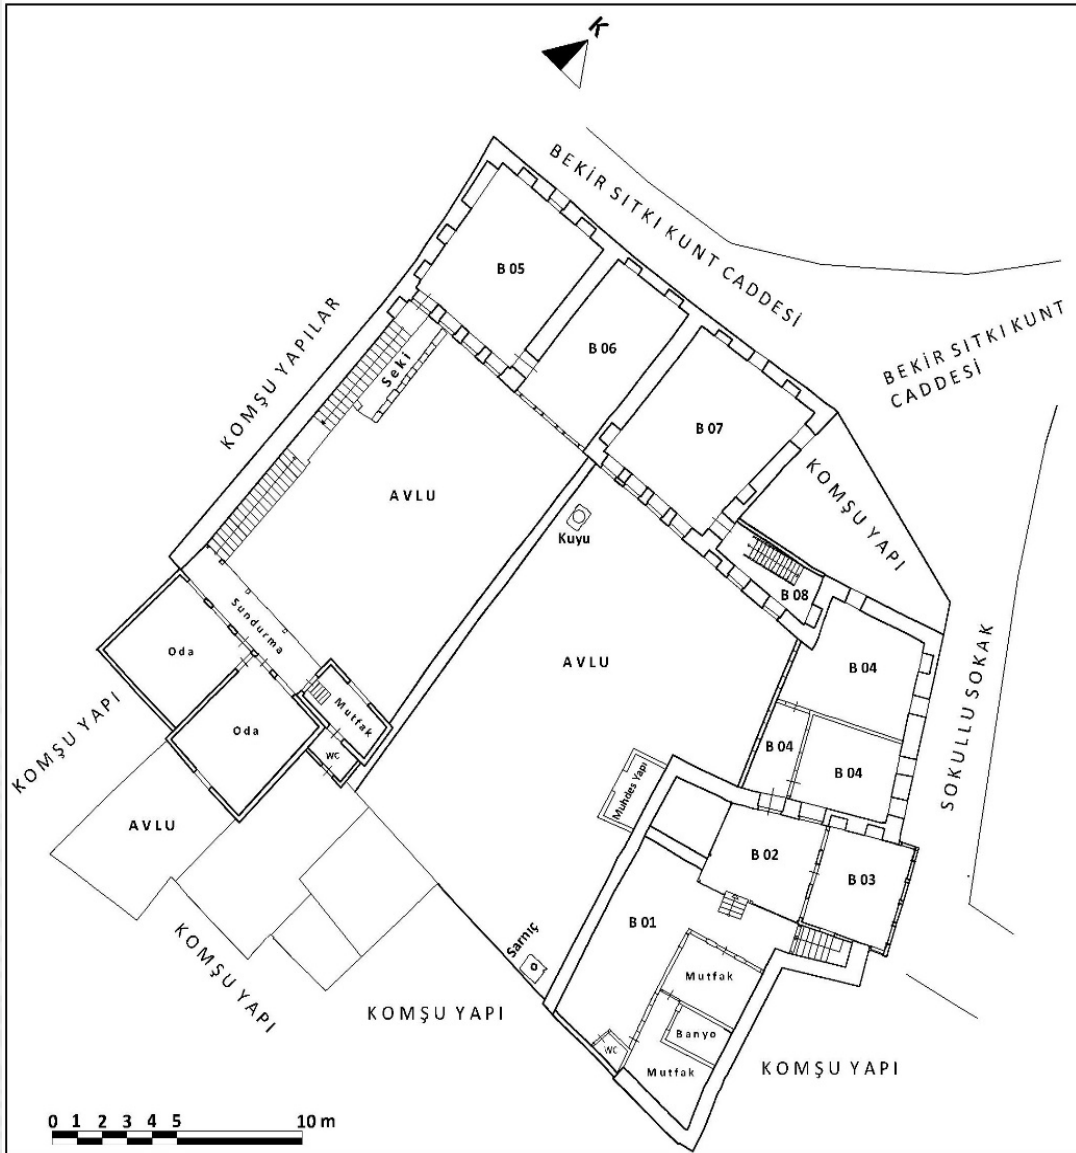 K
BEKİR SITKI KUNT CADDESİ
BEKİR SITKI KUNT
CADDESİ
B 05
KOMŞU YAPILAR
B 06
Seki
B 07
KOMŞU YAPI
AVLU
Kuyu
B 08
Sundurma
Oda
AVLU
B 04
SOKULLU SOKAK
Mutfak
Oda
KOMŞU YAPI
WC
B 04
B 04
Muhdes Yapı
AVLU
B 02
B 03
B 01
Sarnıç
KOMŞU YAPI
Mutfak
KOMŞU YAPI
Banyo
WC
Mutfak
KOMŞU YAPI
0 1 2 3 4 5 10 m